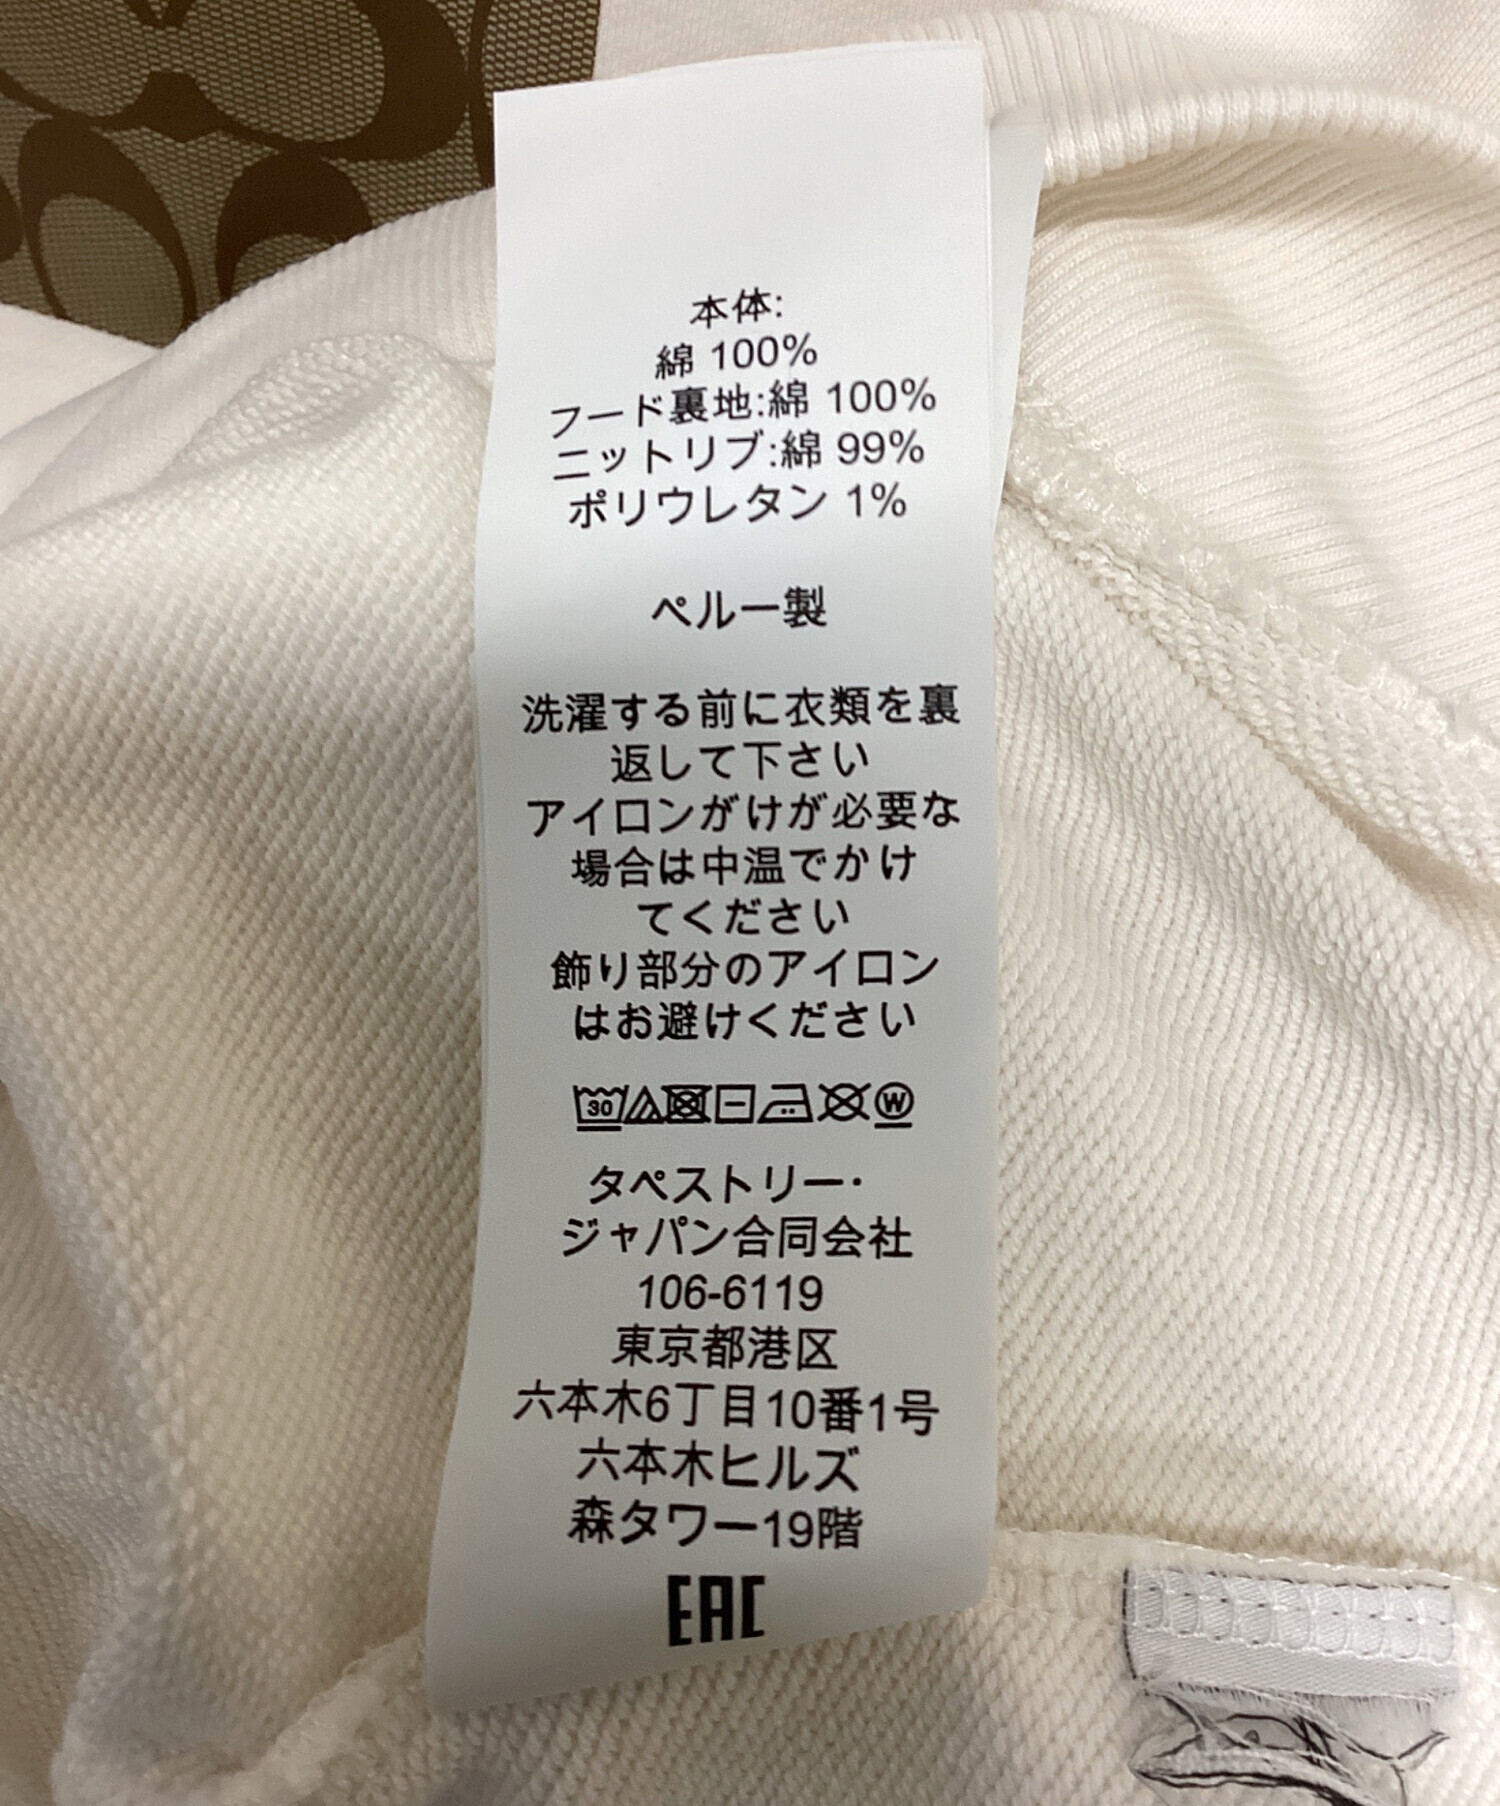 本体:
綿 100%
フード裏地:綿 100%
ニットリブ:綿 99%
ポリウレタン 1%
ペルー製
洗濯する前に衣類を裏
返して下さい
アイロンがけが必要な
場合は中温でかけ
てください
飾り部分のアイロン
はお避けください
30 W
タペストリー・
ジャパン合同会社
106-6119
東京都港区
六本木6丁目10番1号
六本木ヒルズ
森タワー19階
EAC